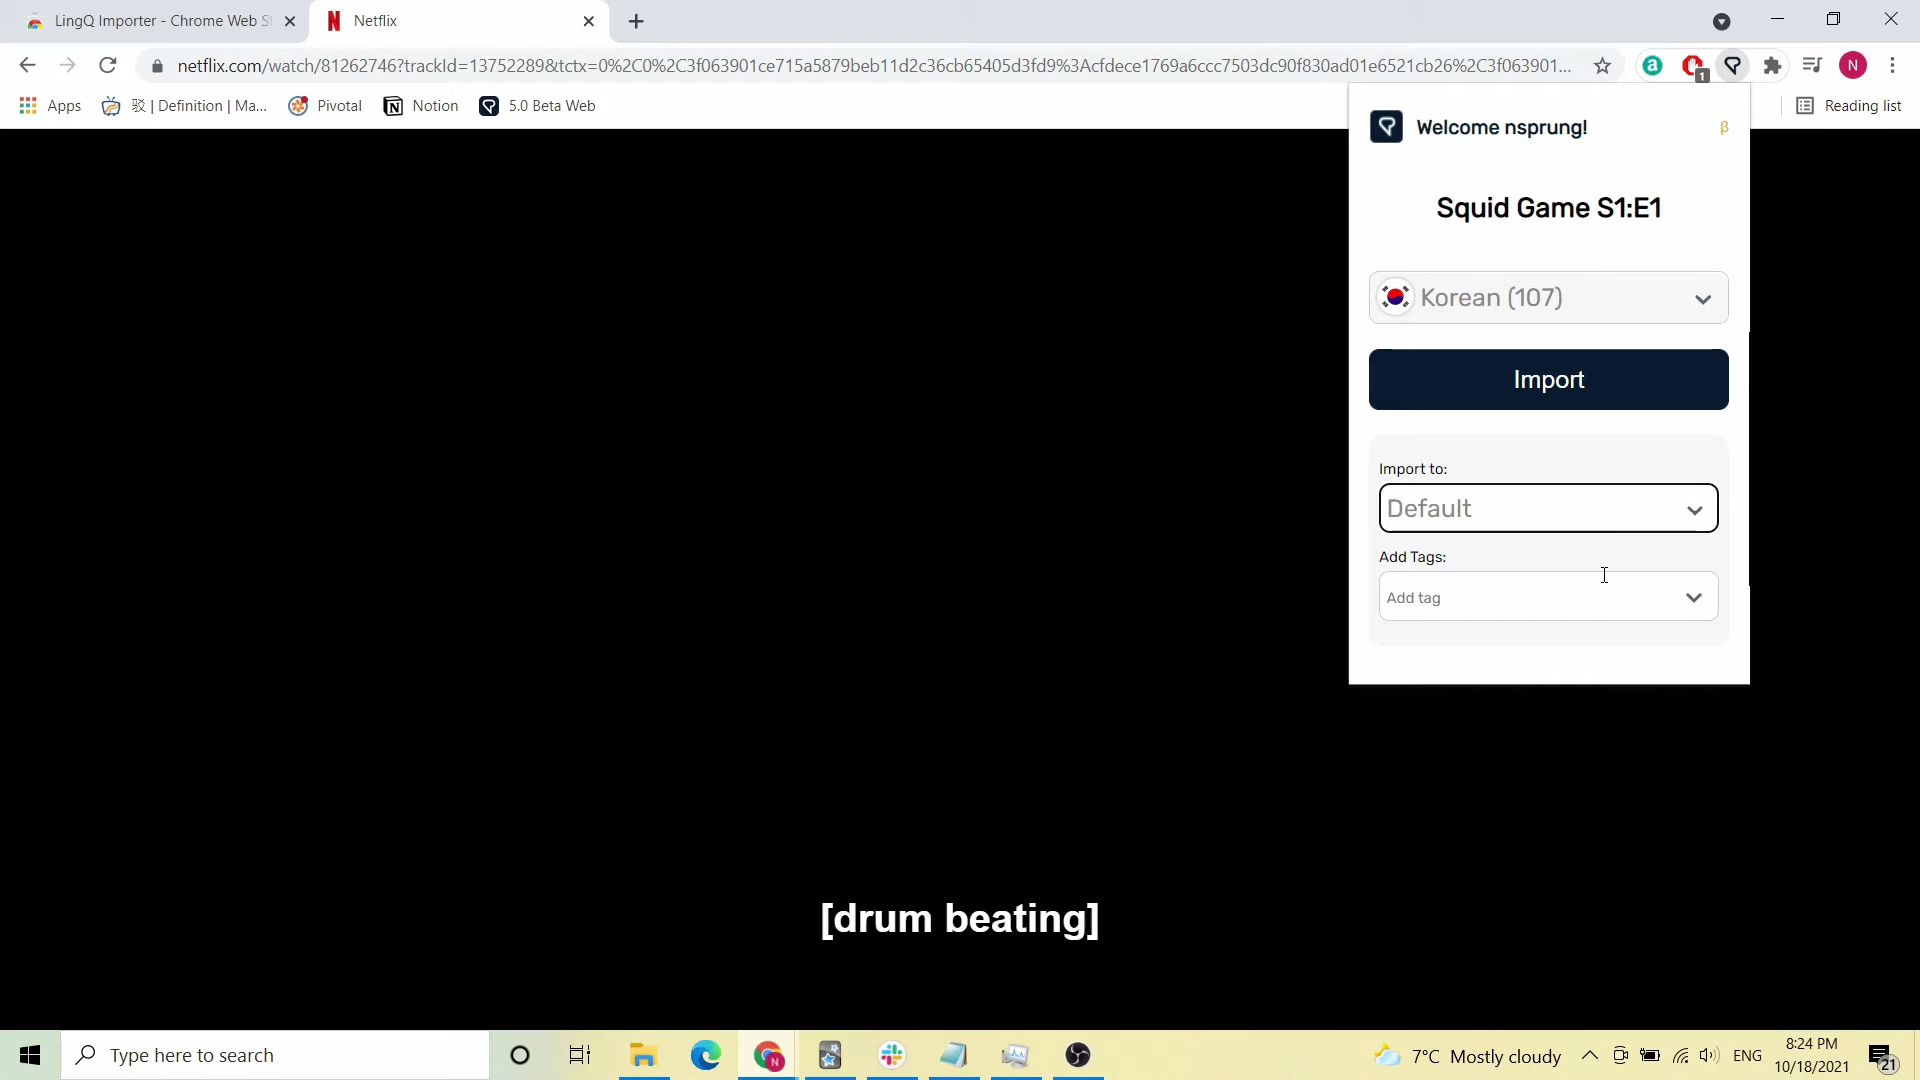 LingQ Importer - Chrome Web S
Netflix
netflix.com/watch/81262746?trackId=13752289&tctx=0%2C0%2C3f063901ce715a5879beb11d2c36cb65405d3fd9%3Acfdece1769a6ccc7503dc90f830ad01e6521cb26%2C3f063901...
a
1
N
Apps
| Definition | Ma...
Pivotal
Notion
5.0 Beta Web
Reading list
Welcome nsprung!
β
Squid Game S1:E1
Korean (107)
Import
Import to:
Default
Add Tags:
Add tag
[drum beating]
Type here to search
N
7°C Mostly cloudy
ENG
8:24 PM
10/18/2021
21